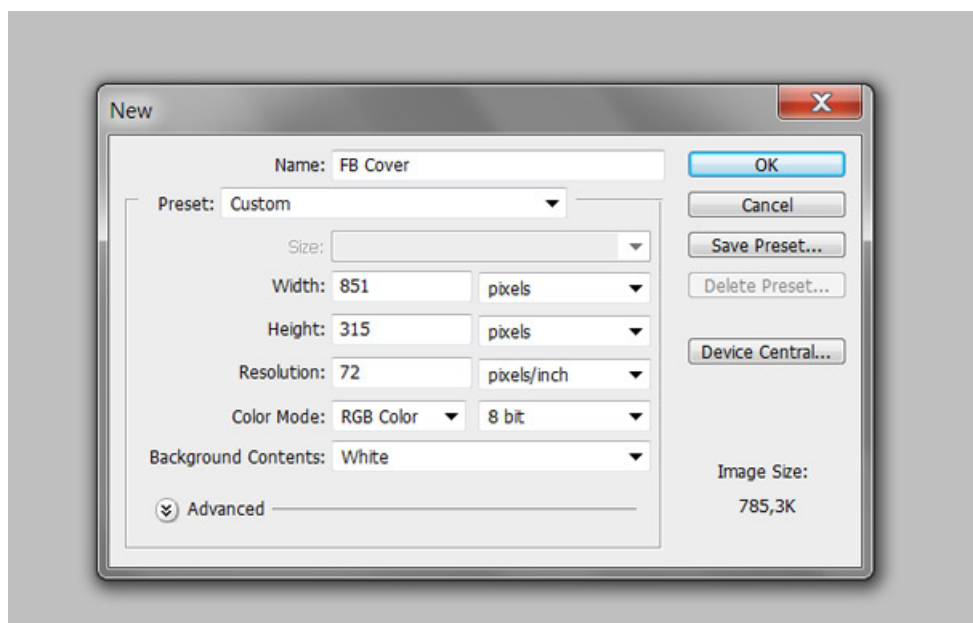 New
Name: FB Cover
OK
Preset: Custom
Cancel
Size:
Save Preset...
Width: 851 pixels
Delete Preset...
Height: 315 pixels
Device Central...
Resolution: 72 pixels/inch
Color Mode: RGB Color 8 bit
Background Contents: White
Image Size:
785,3K
Advanced